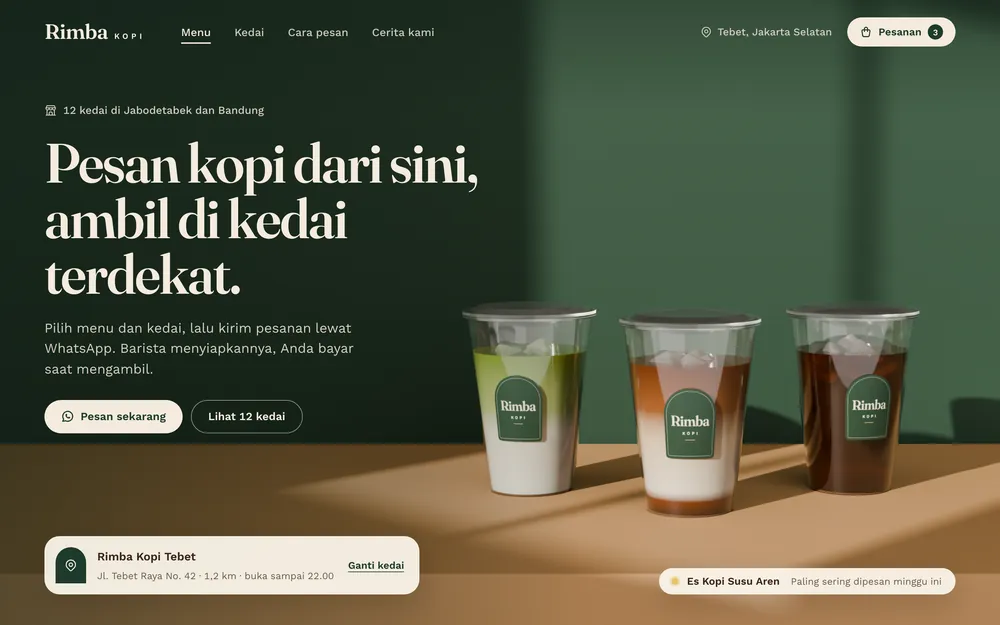 Rimba KOPI
Menu
Kedai
Cara pesan
Cerita kami
Tebet, Jakarta Selatan
Pesanan 3
12 kedai di Jabodetabek dan Bandung
Pesan kopi dari sini,
ambil di kedai
terdekat.
Pilih menu dan kedai, lalu kirim pesanan lewat
WhatsApp. Barista menyiapkannya, Anda bayar
saat mengambil.
Pesan sekarang
Lihat 12 kedai
Rimba
KOPI
Rimba
KOPI
Rimba
KOPI
Rimba Kopi Tebet
Jl. Tebet Raya No. 42 · 1,2 km · buka sampai 22.00
Ganti kedai
Es Kopi Susu Aren
Paling sering dipesan minggu ini